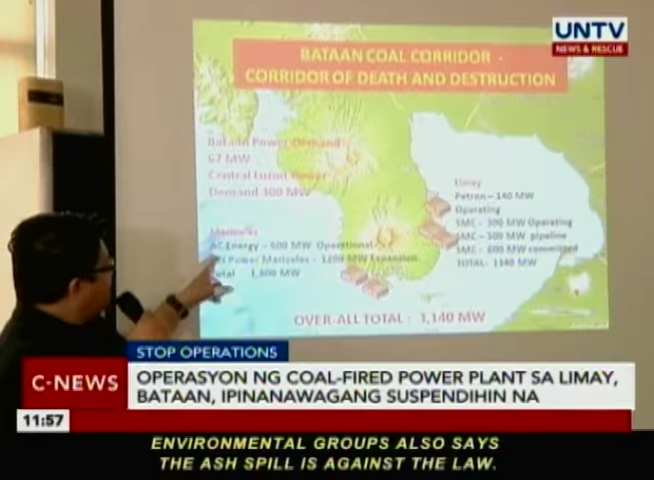 UNTV
NEWS & RESCUE
BATAAN COAL CORRIDOR -
CORRIDOR OF DEATH AND DESTRUCTION
Bataan Power Demand
67 MW
Central Luzon Power
Demand 300 MW
Limay
Petron – 140 MW
Operating
SMC – 300 MW Operating
SMC – 300 MW pipeline
SMC – 600 MW committed
TOTAL- 1340 MW
Mariveles
AC Energy – 600 MW Operational
Power Mariveles – 1200 MW Expansion
Total 1,800 MW
OVER-ALL TOTAL : 3,140 MW
STOP OPERATIONS
C-NEWS
OPERASYON NG COAL-FIRED POWER PLANT SA LIMAY,
BATAAN, IPINANAWAGANG SUSPENDIHIN NA
11:57
ENVIRONMENTAL GROUPS ALSO SAYS
THE ASH SPILL IS AGAINST THE LAW.